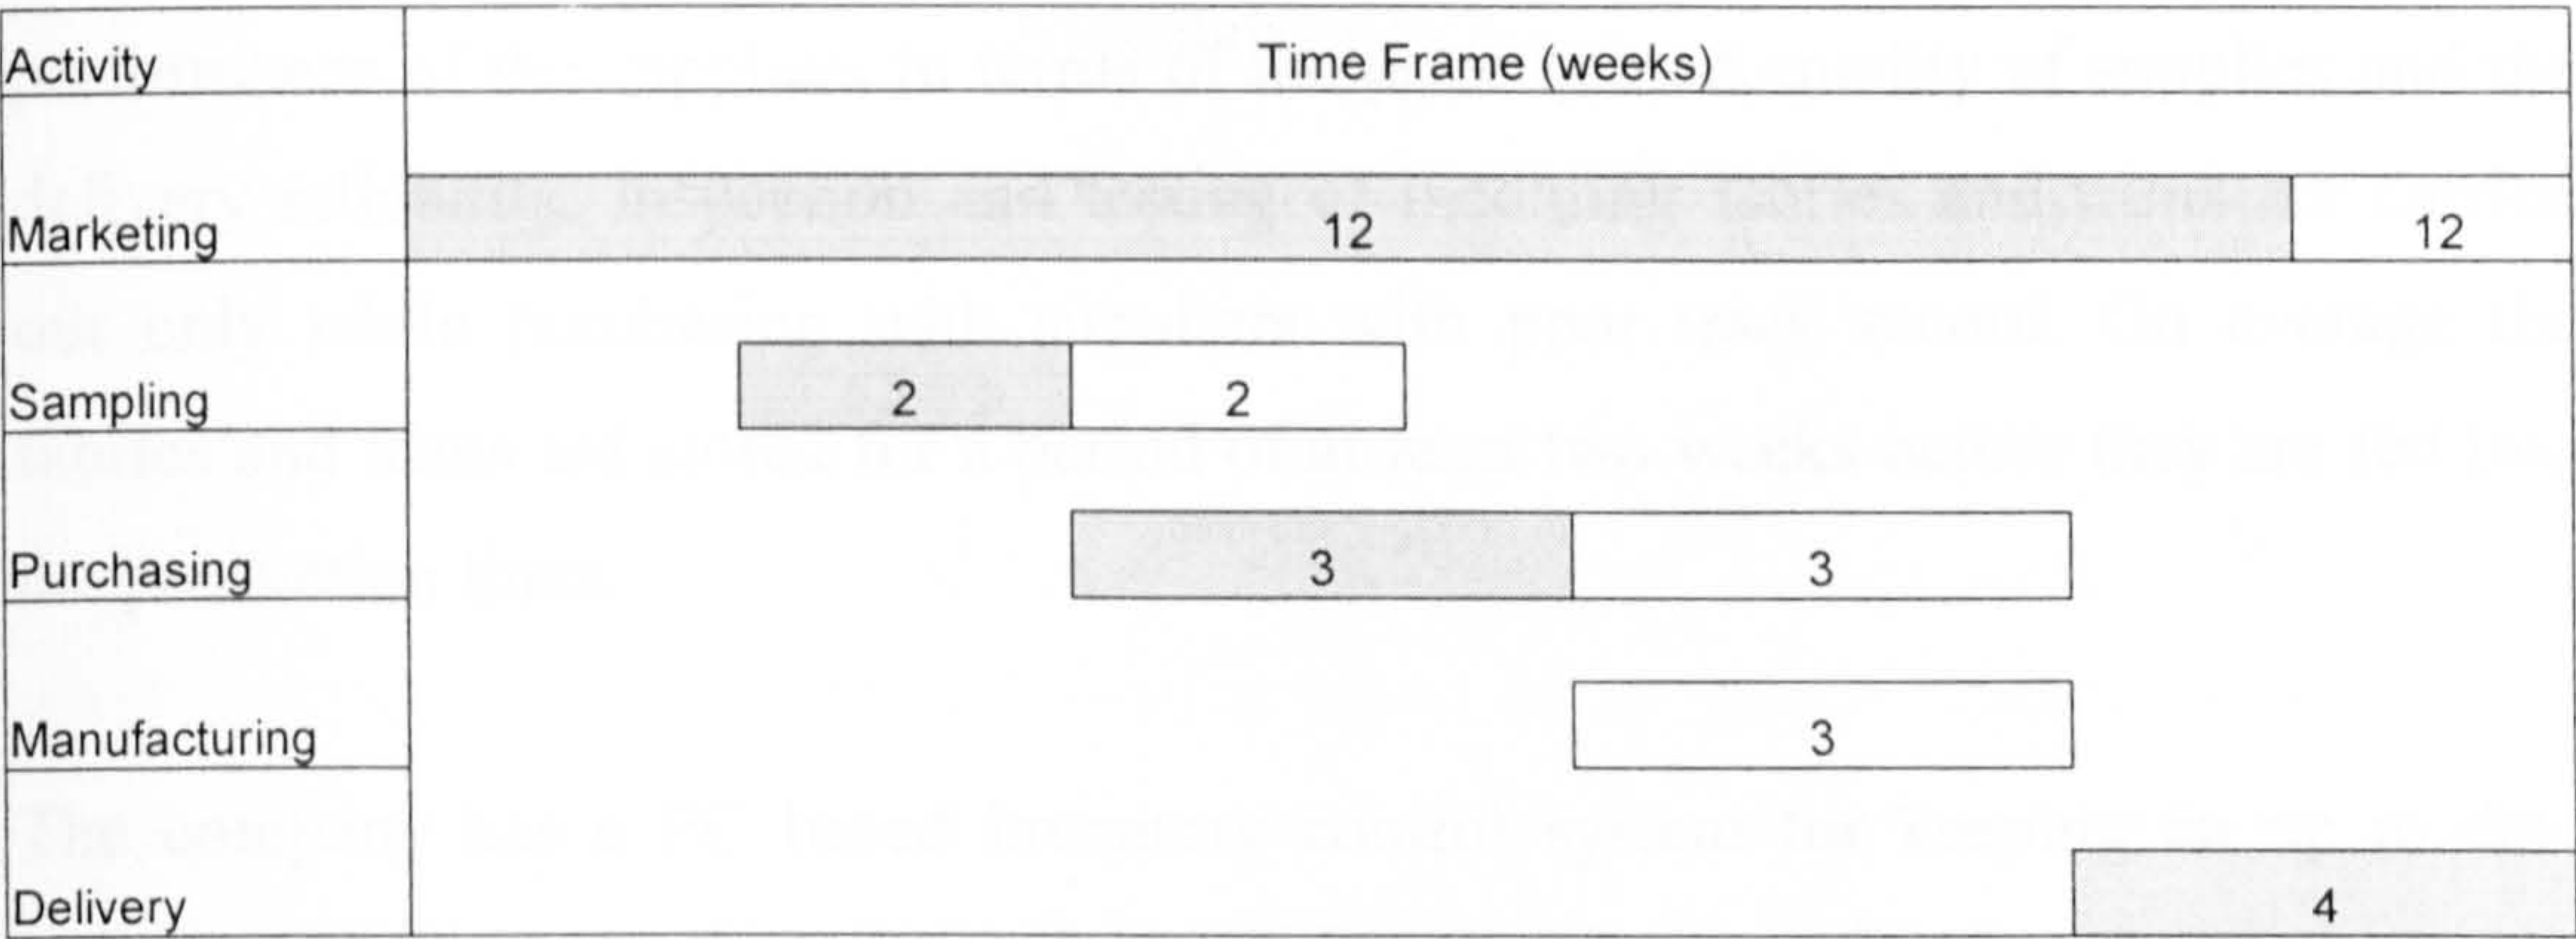 Activity Time Frame (weeks)
Marketing 12 12
Sampling 2 2
Purchasing 3 3
Manufacturing 3
Delivery 4